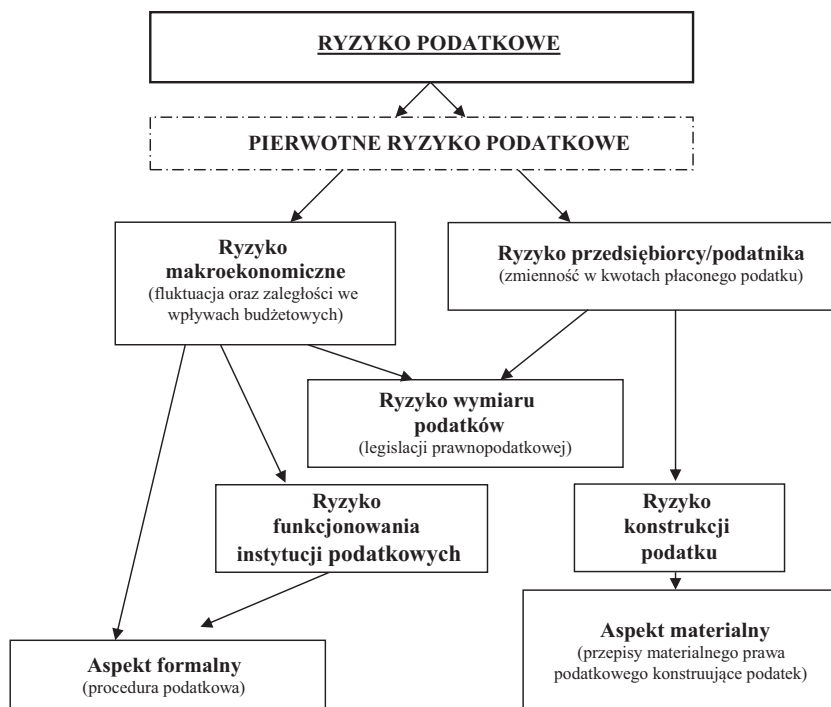 RYZYKO PODATKOWE
PIERWOTNE RYZYKO PODATKOWE
Ryzyko
makroekonomiczne
(fluktuacja oraz zaległości we
wpływach budżetowych)
Ryzyko przedsiębiorcy/podatnika
(zmienność w kwotach płaconego podatku)
Ryzyko wymiaru
podatków
(legislacji prawnopodatkowej)
Ryzyko
funkcjonowania
instytucji podatkowych
Ryzyko
konstrukcji
podatku
Aspekt formalny
(procedura podatkowa)
Aspekt materialny
(przepisy materialnego prawa
podatkowego konstruujące podatek)